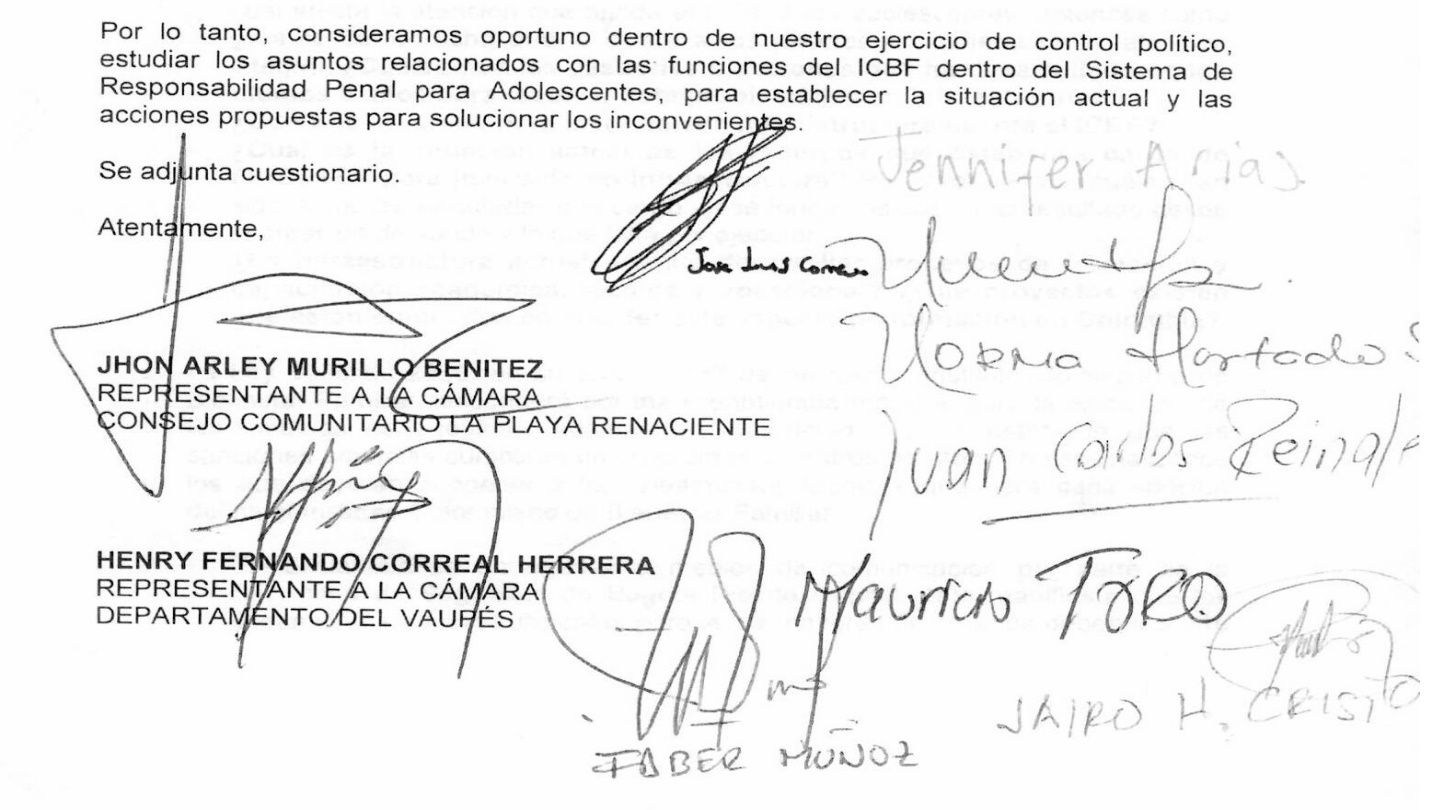 Por lo tanto, consideramos oportuno dentro de nuestro ejercicio de control político,
estudiar los asuntos relacionados con las funciones del ICBF dentro del Sistema de
Responsabilidad Penal para Adolescentes, para establecer la situación actual y las
acciones propuestas para solucionar los inconvenientes.
Se adjunta cuestionario.
Atentamente,
Jennifer Arias.
Jose Luis Correa
JHON ARLEY MURILLO BENITEZ
REPRESENTANTE A LA CÁMARA
CONSEJO COMUNITARIO LA PLAYA RENACIENTE
Norma Hurtado S
Juan Carlos
HENRY FERNANDO CORREAL HERRERA
REPRESENTANTE A LA CÁMARA
DEPARTAMENTO DEL VAUPÉS
Mauricio TORO
JAIRO H. CRISTO
FABER MUÑOZ